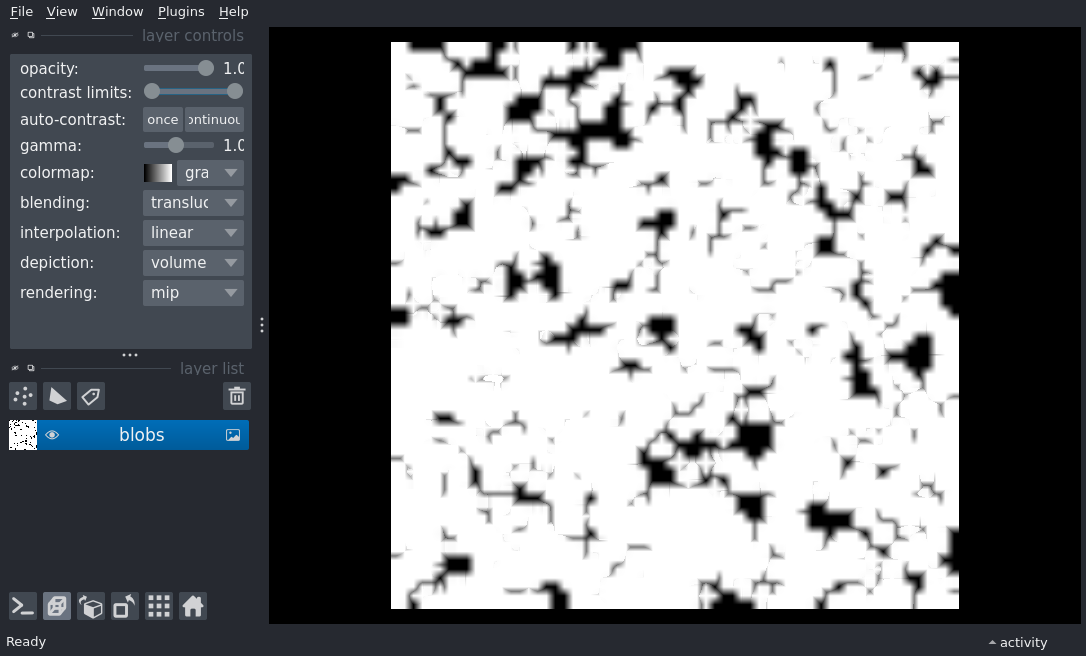 File View Window Plugins Help
layer controls
opacity: 1.0
contrast limits:
auto-contrast: once ontinuou
gamma: 1.0
colormap: gra
blending: transluc
interpolation: linear
depiction: volume
rendering: mip
layer list
blobs
Ready
activity